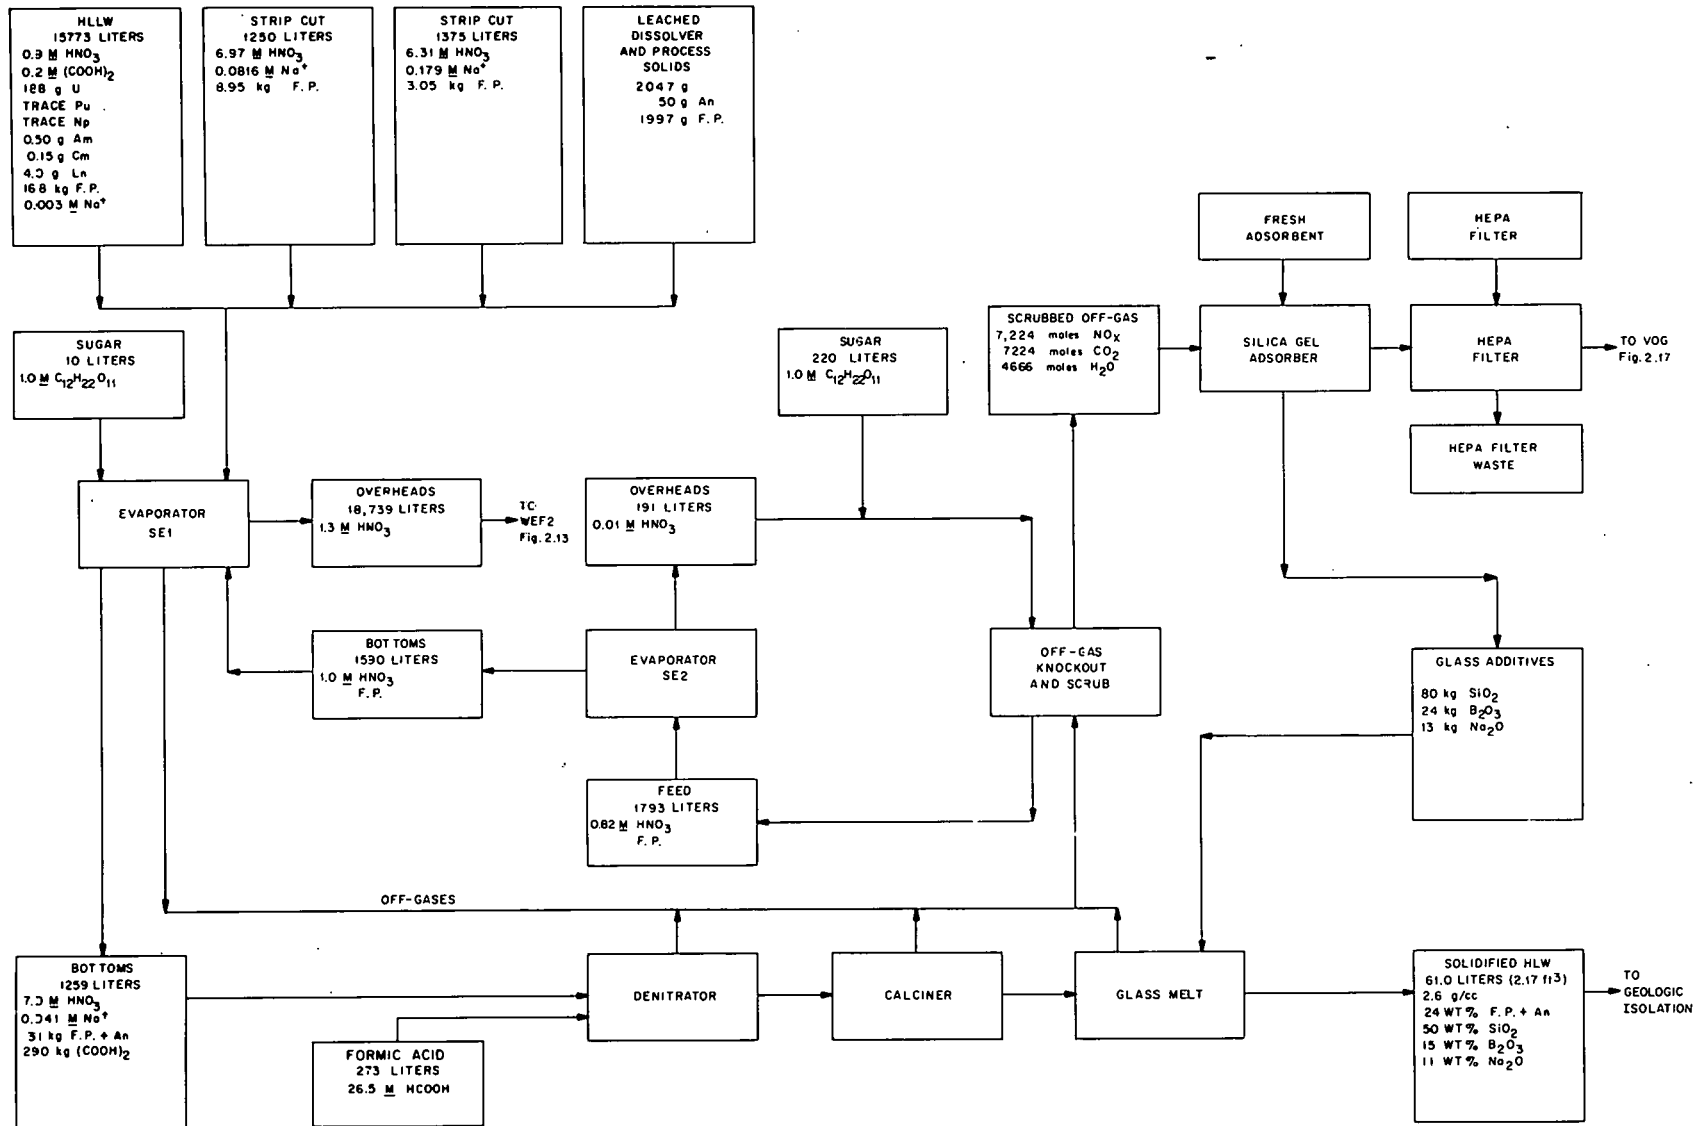 HLLW
15773 LITERS
0.9 M HNO3
0.2 M (COOH)2
188 g U
TRACE Pu
TRACE Np
0.50 g Am
0.15 g Cm
4.0 g Ln
16.8 kg F.P.
0.003 M Na+
STRIP CUT
1250 LITERS
6.97 M HNO3
0.0816 M Na+
8.95 kg F.P.
STRIP CUT
1375 LITERS
6.31 M HNO3
0.179 M Na+
3.05 kg F.P.
LEACHED
DISSOLVER
AND PROCESS
SOLIDS
2047 g
50 g An
1997 g F.P.
FRESH
ADSORBENT
HEPA
FILTER
SUGAR
10 LITERS
1.0 M C12H22O11
SUGAR
220 LITERS
1.0 M C12H22O11
SCRUBBED OFF-GAS
7,224 moles NOX
7224 moles CO2
4666 moles H2O
SILICA GEL
ADSORBER
HEPA
FILTER
TO VOG
Fig. 2.17
HEPA FILTER
WASTE
EVAPORATOR
SE1
OVERHEADS
18,739 LITERS
1.3 M HNO3
TO
WEF2
Fig. 2.13
OVERHEADS
191 LITERS
0.01 M HNO3
BOTTOMS
1590 LITERS
1.0 M HNO3
F.P.
EVAPORATOR
SE2
OFF-GAS
KNOCKOUT
AND SCRUB
GLASS ADDITIVES
80 kg SiO2
24 kg B2O3
13 kg Na2O
FEED
1793 LITERS
0.82 M HNO3
F.P.
OFF-GASES
BOTTOMS
1259 LITERS
7.0 M HNO3
0.041 M Na+
31 kg F.P. + An
290 kg (COOH)2
DENITRATOR
CALCINER
GLASS MELT
SOLIDIFIED HLW
61.0 LITERS (2.17 ft3)
2.6 g/cc
24 WT% F.P. + An
50 WT% SiO2
15 WT% B2O3
11 WT% Na2O
TO
GEOLOGIC
ISOLATION
FORMIC ACID
273 LITERS
26.5 M HCOOH